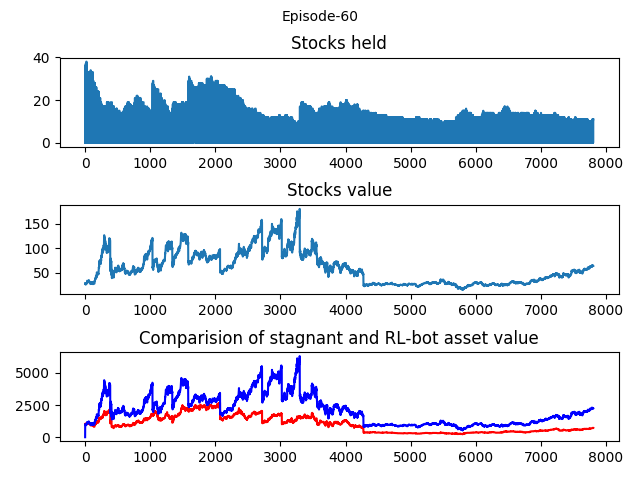 Episode-60
Stocks held
40
20
0
0 1000 2000 3000 4000 5000 6000 7000 8000
Stocks value
150
100
50
0 1000 2000 3000 4000 5000 6000 7000 8000
Comparision of stagnant and RL-bot asset value
5000
2500
0
0 1000 2000 3000 4000 5000 6000 7000 8000